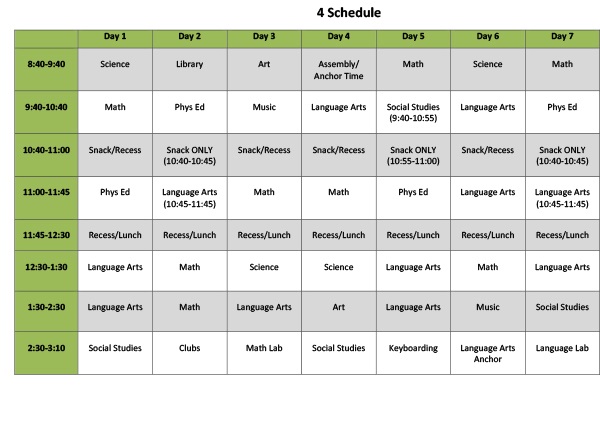 4 Schedule
Day 1 Day 2 Day 3 Day 4 Day 5 Day 6 Day 7
8:40-9:40 Science Library Art Assembly/ Anchor Time Math Science Math
9:40-10:40 Math Phys Ed Music Language Arts Social Studies (9:40-10:55) Language Arts Phys Ed
10:40-11:00 Snack/Recess Snack ONLY (10:40-10:45) Snack/Recess Snack/Recess Snack ONLY (10:55-11:00) Snack/Recess Snack ONLY (10:40-10:45)
11:00-11:45 Phys Ed Language Arts (10:45-11:45) Math Math Phys Ed Language Arts Language Arts (10:45-11:45)
11:45-12:30 Recess/Lunch Recess/Lunch Recess/Lunch Recess/Lunch Recess/Lunch Recess/Lunch Recess/Lunch
12:30-1:30 Language Arts Math Science Science Language Arts Math Language Arts
1:30-2:30 Language Arts Math Language Arts Art Language Arts Music Social Studies
2:30-3:10 Social Studies Clubs Math Lab Social Studies Keyboarding Language Arts Anchor Language Lab